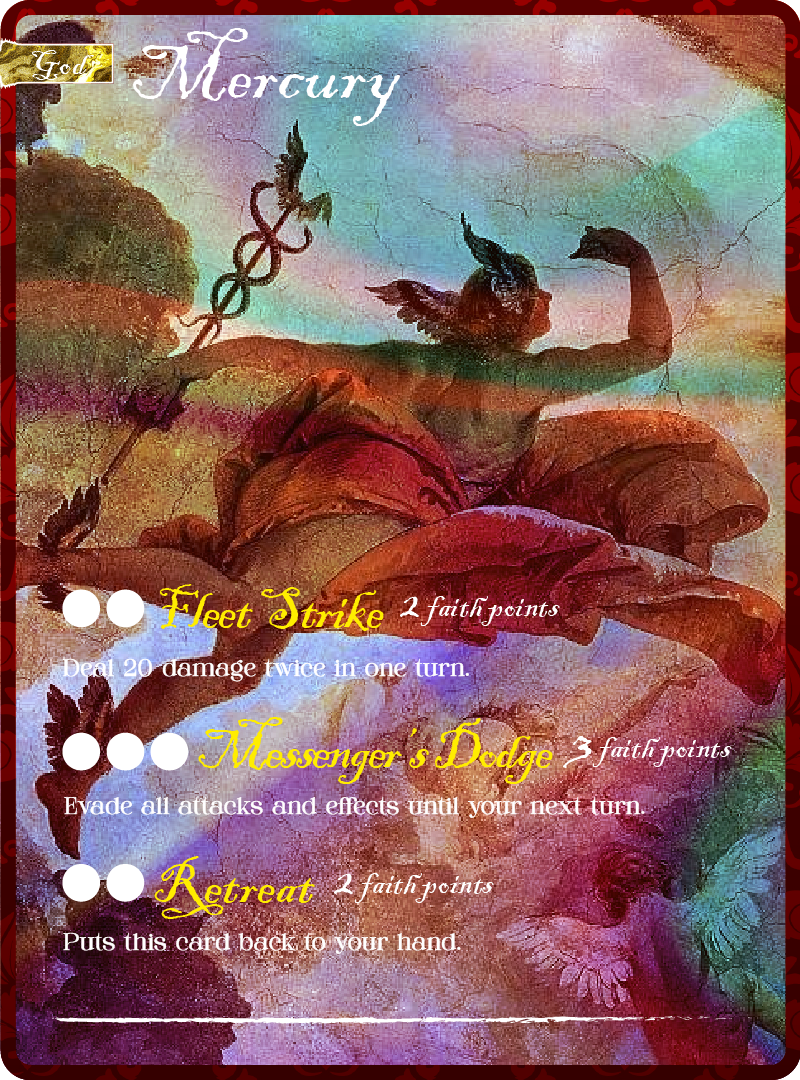 Gods
Mercury
Fleet Strike 2 faith points
Deal 20 damage twice in one turn.
Messenger's Dodge 3 faith points
Evade all attacks and effects until your next turn.
Retreat 2 faith points
Puts this card back to your hand.